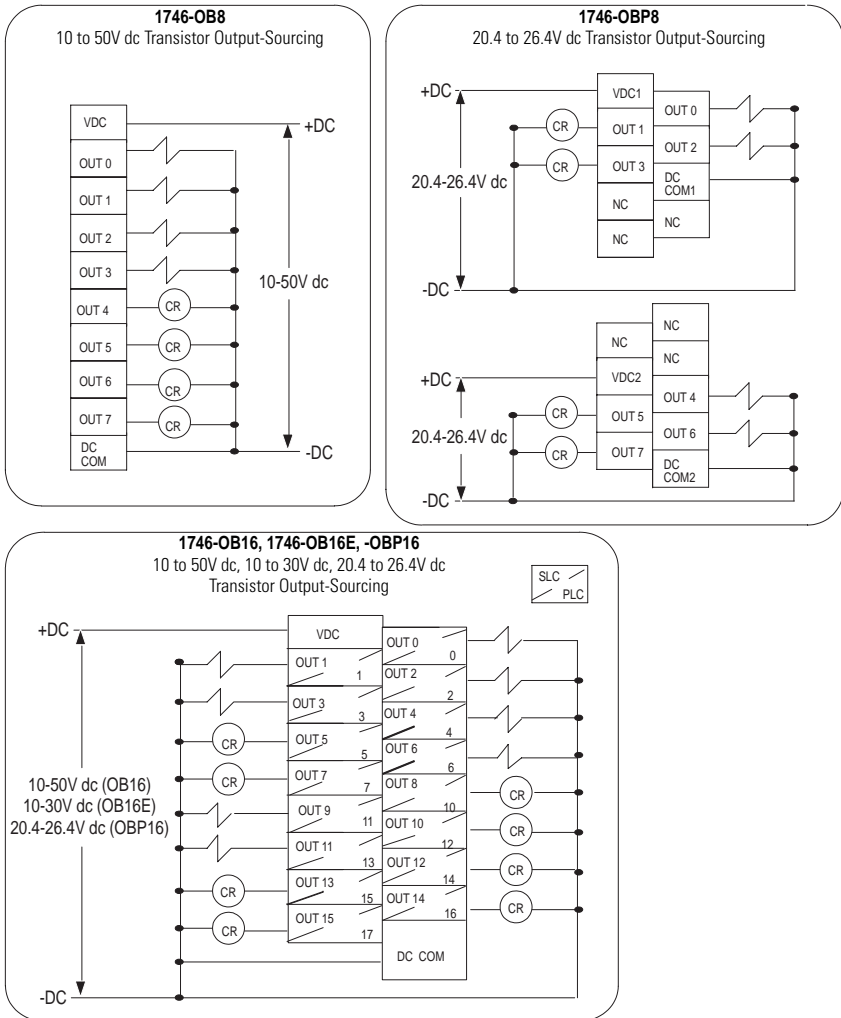 1746-OB8
10 to 50V dc Transistor Output-Sourcing
VDC
+DC
OUT 0
OUT 1
OUT 2
OUT 3
10-50V dc
OUT 4
CR
OUT 5
CR
OUT 6
CR
OUT 7
CR
DC
COM
-DC
1746-OBP8
20.4 to 26.4V dc Transistor Output-Sourcing
+DC
VDC1
OUT 0
CR
OUT 1
OUT 2
CR
OUT 3
20.4-26.4V dc
DC
COM1
NC
NC
NC
-DC
NC
NC
NC
+DC
VDC2
OUT 4
CR
OUT 5
20.4-26.4V dc
OUT 6
CR
OUT 7
DC
COM2
-DC
1746-OB16, 1746-OB16E, -OBP16
10 to 50V dc, 10 to 30V dc, 20.4 to 26.4V dc
Transistor Output-Sourcing
SLC
PLC
+DC
VDC
OUT 0
0
OUT 1
1
OUT 2
2
OUT 3
3
OUT 4
4
CR
OUT 5
5
OUT 6
6
CR
OUT 7
7
OUT 8
10
CR
10-50V dc (OB16)
10-30V dc (OB16E)
20.4-26.4V dc (OBP16)
OUT 9
11
OUT 10
12
CR
OUT 11
13
OUT 12
14
CR
CR
OUT 13
15
OUT 14
16
CR
CR
OUT 15
17
DC COM
-DC